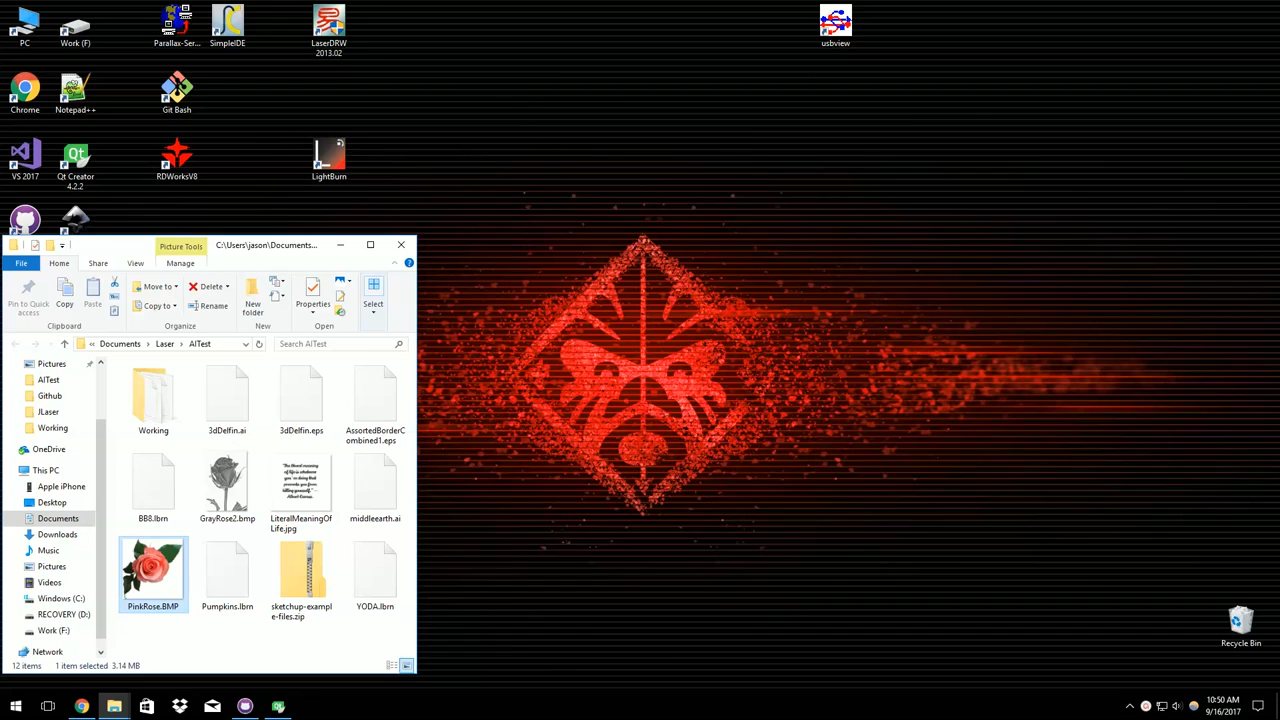 PC
Work (F)
Parallax-Ser...
SimpleIDE
LaserDRW
2013.02
usbview
Chrome
Notepad++
Git Bash
VS 2017
Qt Creator
4.2.2
RDWorksV8
LightBurn
Picture Tools
C:\Users\jason\Documents...
File
Home
Share
View
Manage
Pin to Quick
access
Copy
Paste
Move to
Copy to
Delete
Rename
New
folder
Properties
Select
Clipboard
Organize
New
Open
Documents
Laser
AITest
Search AITest
Pictures
AITest
Github
JLaser
Working
OneDrive
This PC
Apple iPhone
Desktop
Documents
Downloads
Music
Pictures
Videos
Windows (C:)
RECOVERY (D:)
Work (F:)
Network
Working
3dDelfin.ai
3dDelfin.eps
AssortedBorderC
ombined1.eps
BB8.lbrn
GrayRose2.bmp
LiteralMeaningOf
Life.jpg
middleearth.ai
PinkRose.BMP
Pumpkins.lbrn
sketchup-exampl
e-files.zip
YODA.lbrn
12 items
1 item selected
3.14 MB
Recycle Bin
10:50 AM
9/16/2017